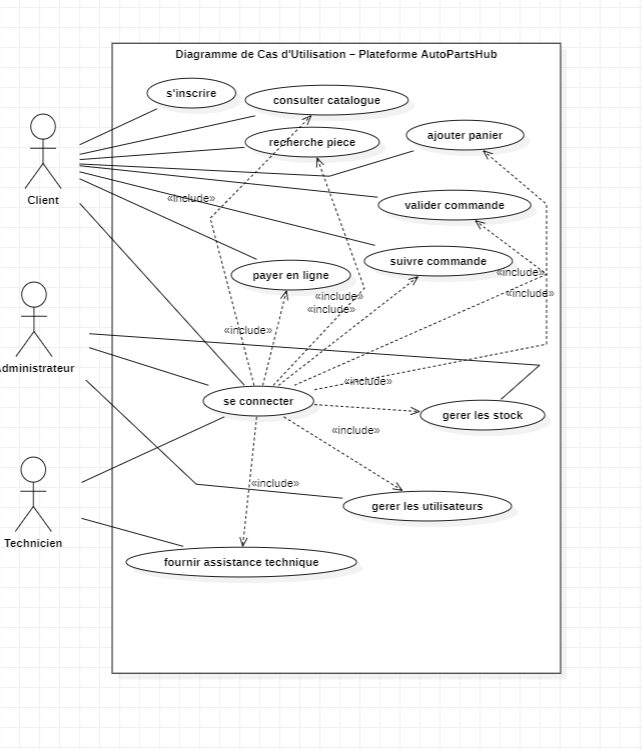 Diagramme de Cas d'Utilisation – Plateforme AutoPartsHub
s'inscrire
consulter catalogue
recherche piece
ajouter panier
Client
«include»
valider commande
suivre commande
payer en ligne
«include»
«include»
«include»
«include»
«include»
dministrateur
«include»
se connecter
gerer les stock
«include»
«include»
gerer les utilisateurs
Technicien
fournir assistance technique